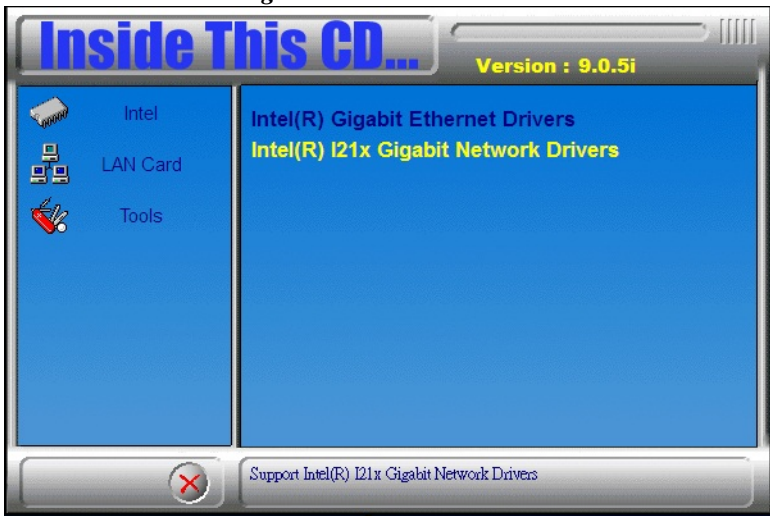 Inside This CD...
Version : 9.0.5i
Intel
LAN Card
Tools
Intel(R) Gigabit Ethernet Drivers
Intel(R) I21x Gigabit Network Drivers
Support Intel(R) I21x Gigabit Network Drivers